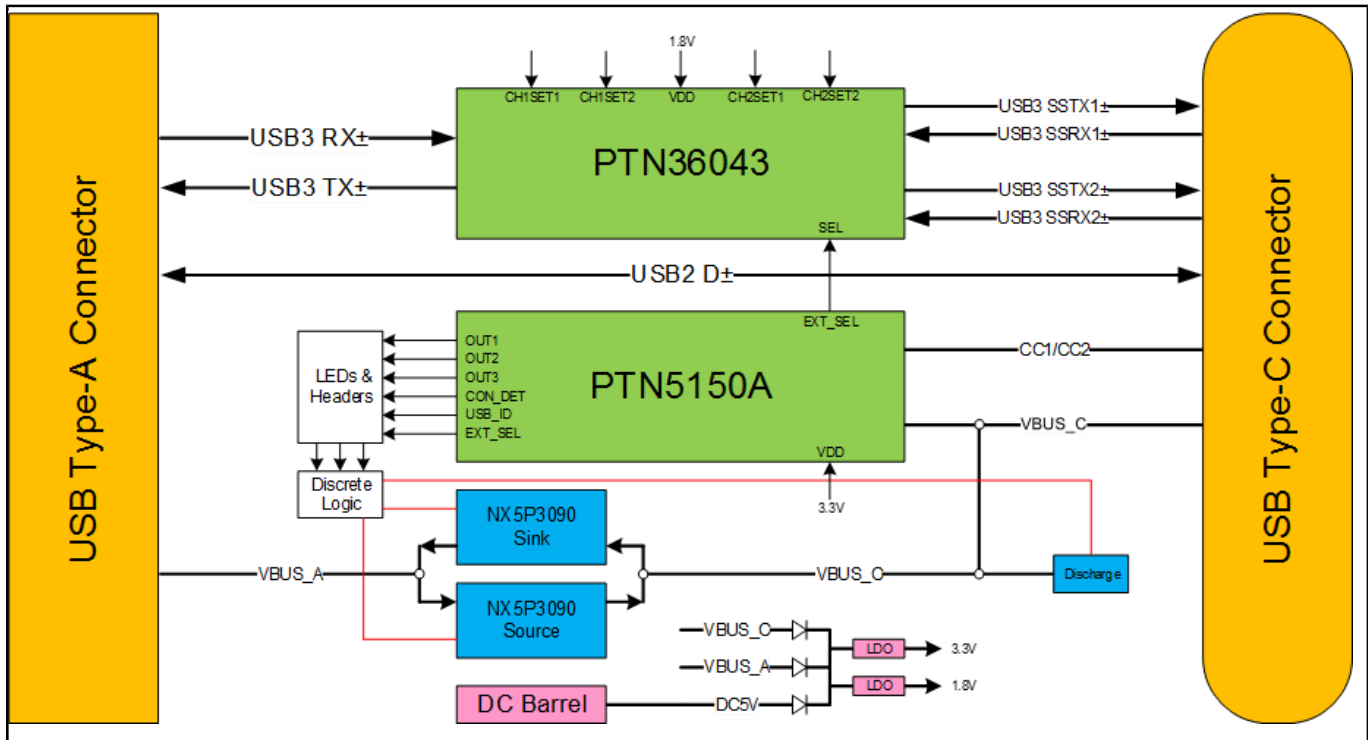 USB Type-A Connector
1.8V
CH1SET1
CH1SET2
VDD
CH2SET1
CH2SET2
PTN36043
SEL
USB3 RX±
USB3 TX±
USB3 SSTX1±
USB3 SSRX1±
USB3 SSTX2±
USB3 SSRX2±
USB2 D±
USB Type-C Connector
EXT_SEL
PTN5150A
OUT1
OUT2
OUT3
CON_DET
USB_ID
EXT_SEL
VDD
3.3V
LEDs &
Headers
Discrete
Logic
CC1/CC2
VBUS_C
NX5P3090
Sink
NX5P3090
Source
VBUS_A
VBUS_C
Discharge
VBUS_C
VBUS_A
DC Barrel
DC5V
LDO
3.3V
LDO
1.8V